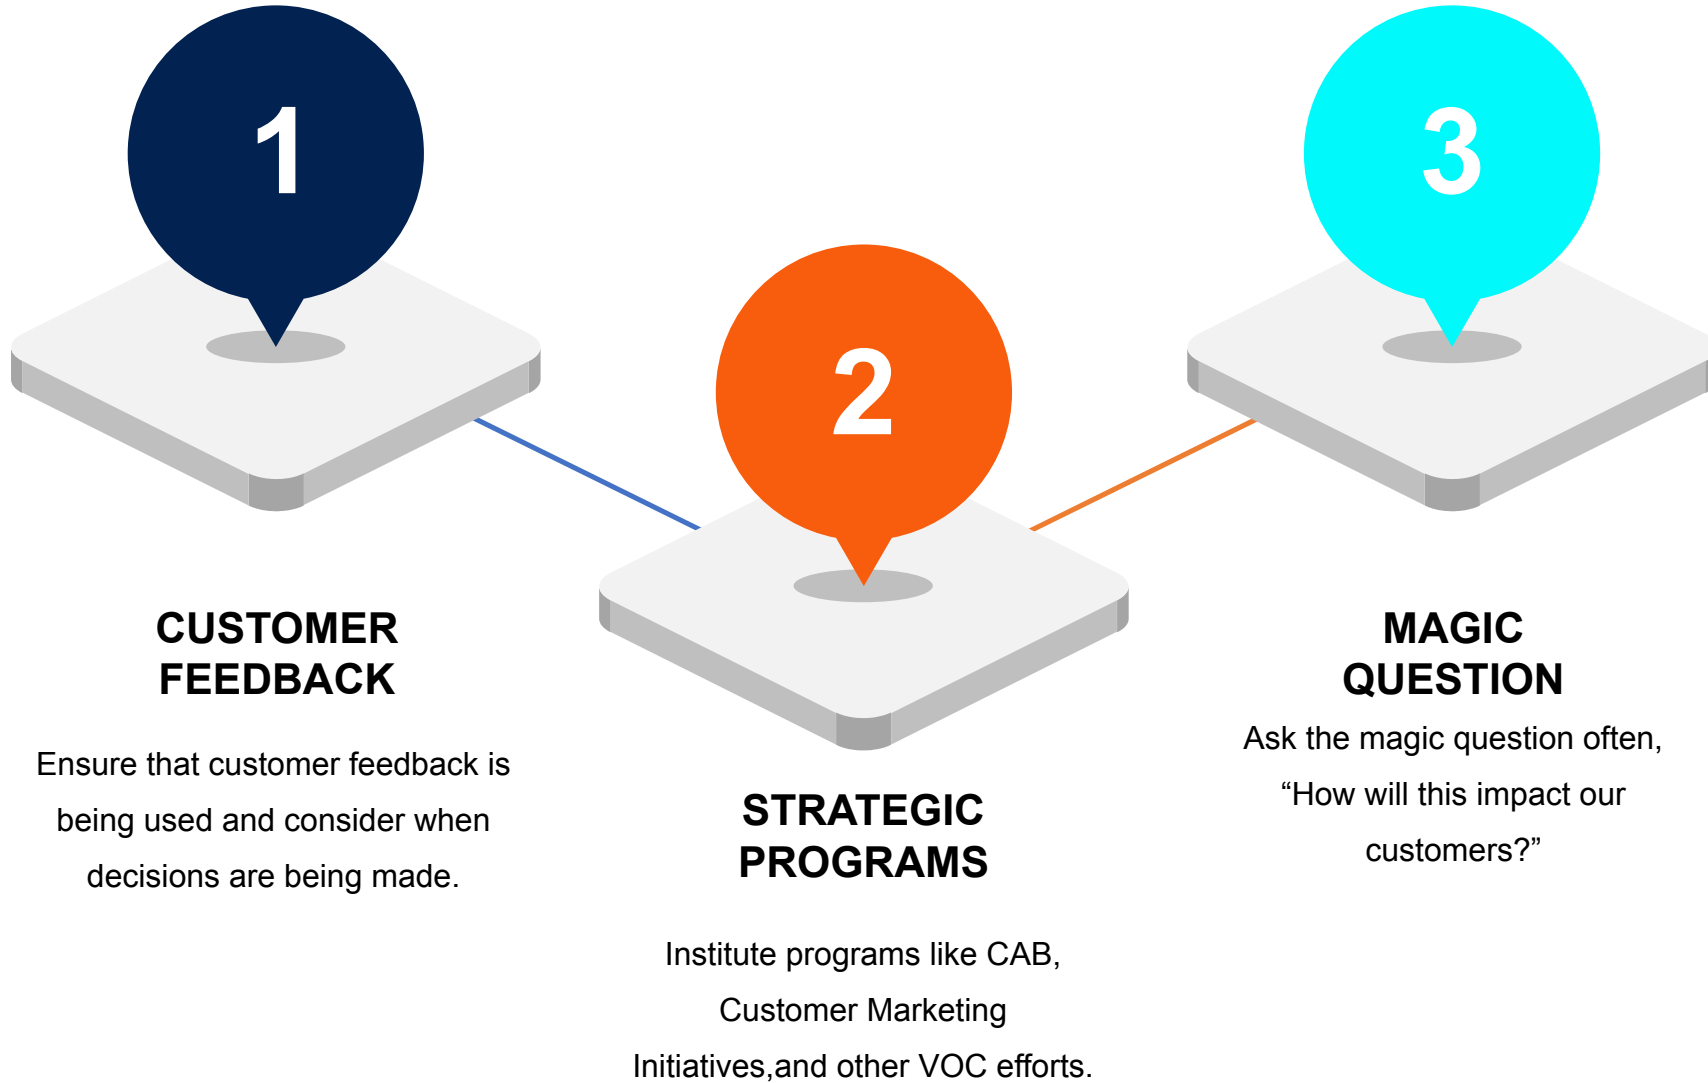 1
CUSTOMER
FEEDBACK
Ensure that customer feedback is
being used and consider when
decisions are being made.
2
STRATEGIC
PROGRAMS
Institute programs like CAB,
Customer Marketing
Initiatives,and other VOC efforts.
3
MAGIC
QUESTION
Ask the magic question often,
“How will this impact our
customers?”